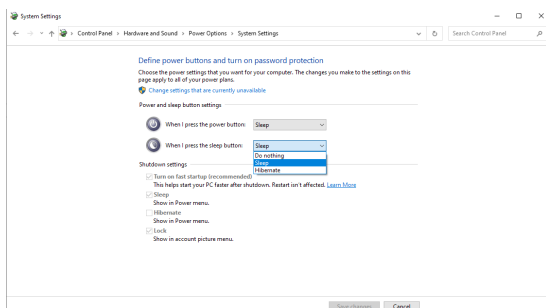 System Settings
Control Panel > Hardware and Sound > Power Options > System Settings
Search Control Panel
Define power buttons and turn on password protection
Choose the power settings that you want for your computer. The changes you make to the settings on this
page apply to all of your power plans.
Change settings that are currently unavailable
Power and sleep button settings
When I press the power button: Sleep
When I press the sleep button: Sleep
Do nothing
Sleep
Hibernate
Shutdown settings
Turn on fast startup (recommended)
This helps start your PC faster after shutdown. Restart isn't affected. Learn More
Sleep
Show in Power menu.
Hibernate
Show in Power menu.
Lock
Show in account picture menu.
Save changes Cancel